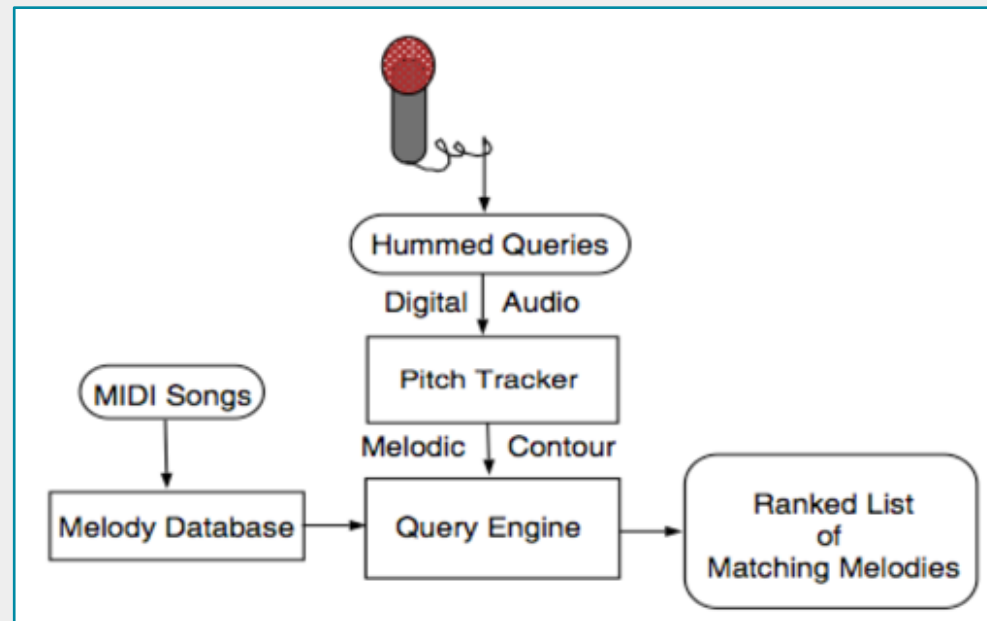 Hummed Queries
Digital Audio
Pitch Tracker
MIDI Songs
Melodic Contour
Melody Database
Query Engine
Ranked List
of
Matching Melodies